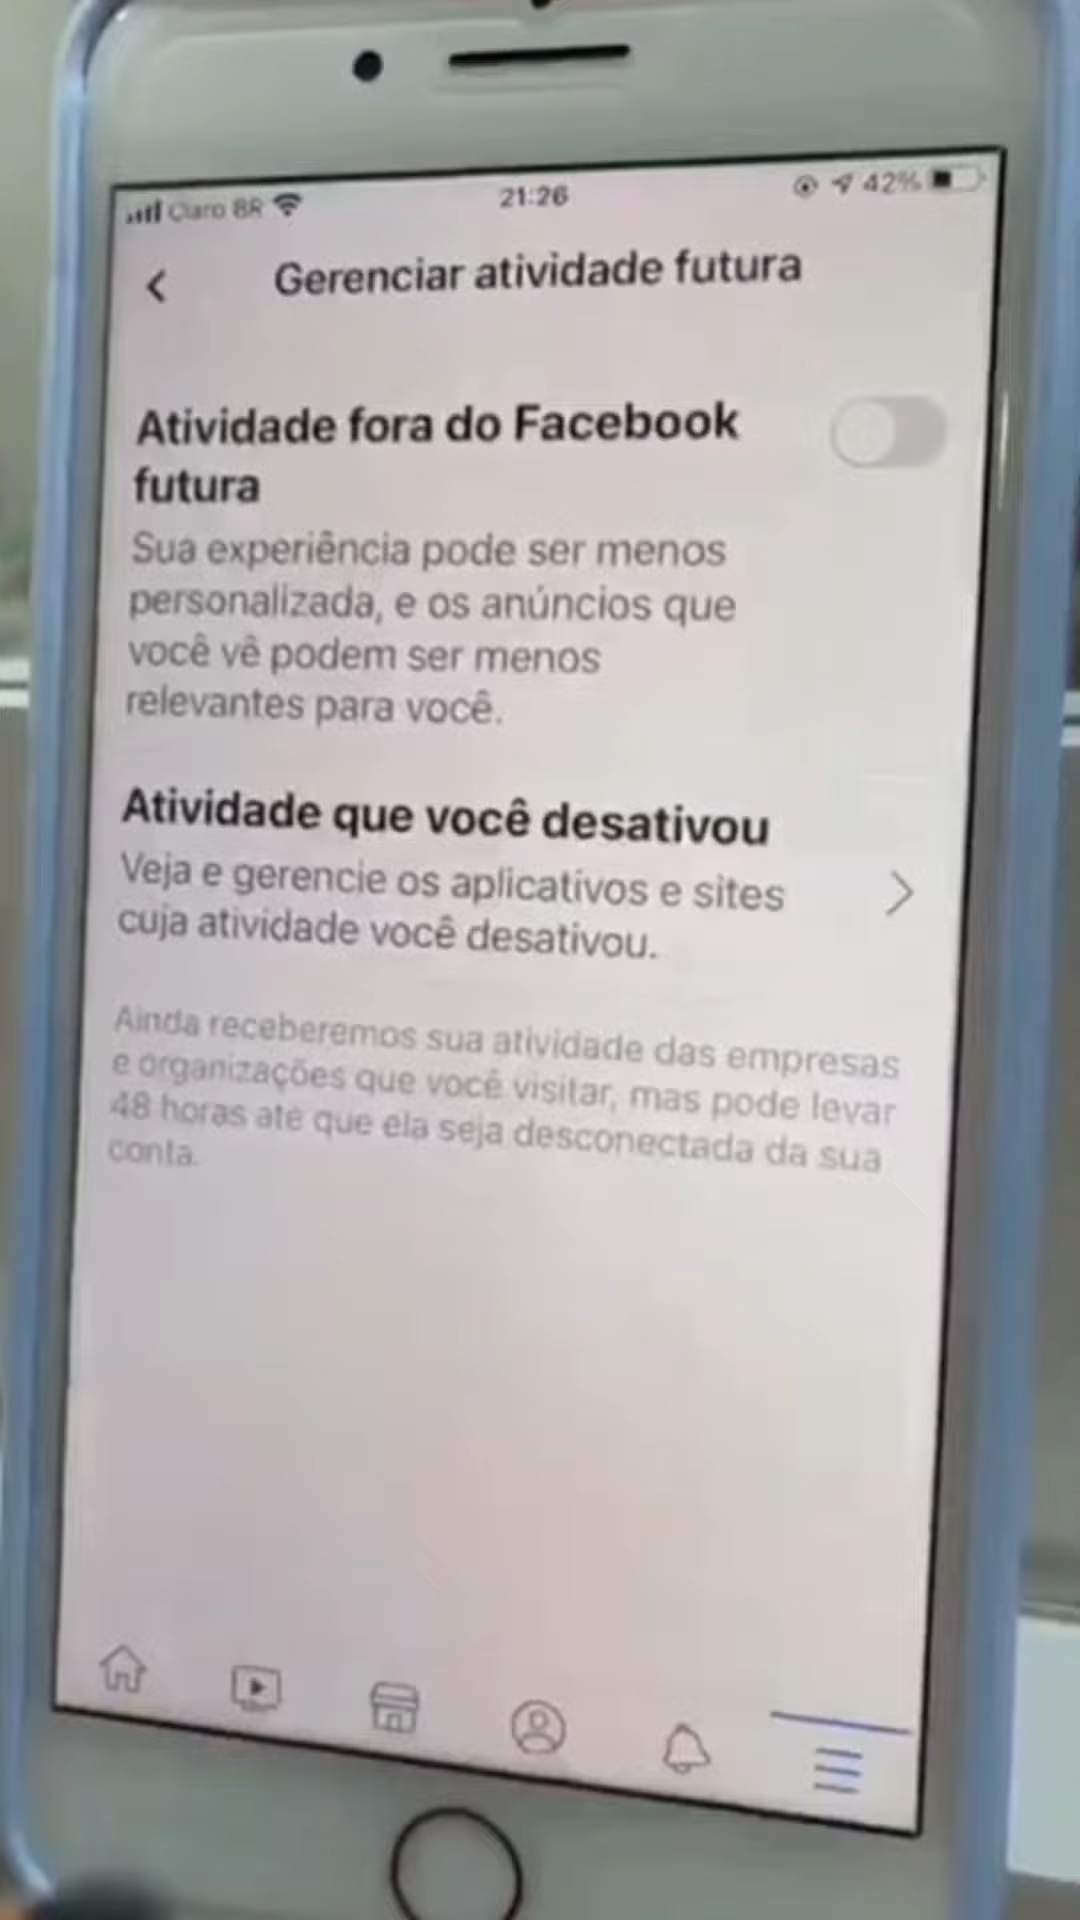 Claro BR
21:26
42%
Gerenciar atividade futura
Atividade fora do Facebook
futura
Sua experiência pode ser menos
personalizada, e os anúncios que
você vê podem ser menos
relevantes para você.
Atividade que você desativou
Veja e gerencie os aplicativos e sites
cuja atividade você desativou.
Ainda receberemos sua atividade das empresas
e organizações que você visitar, mas pode levar
48 horas até que ela seja desconectada da sua
conta.